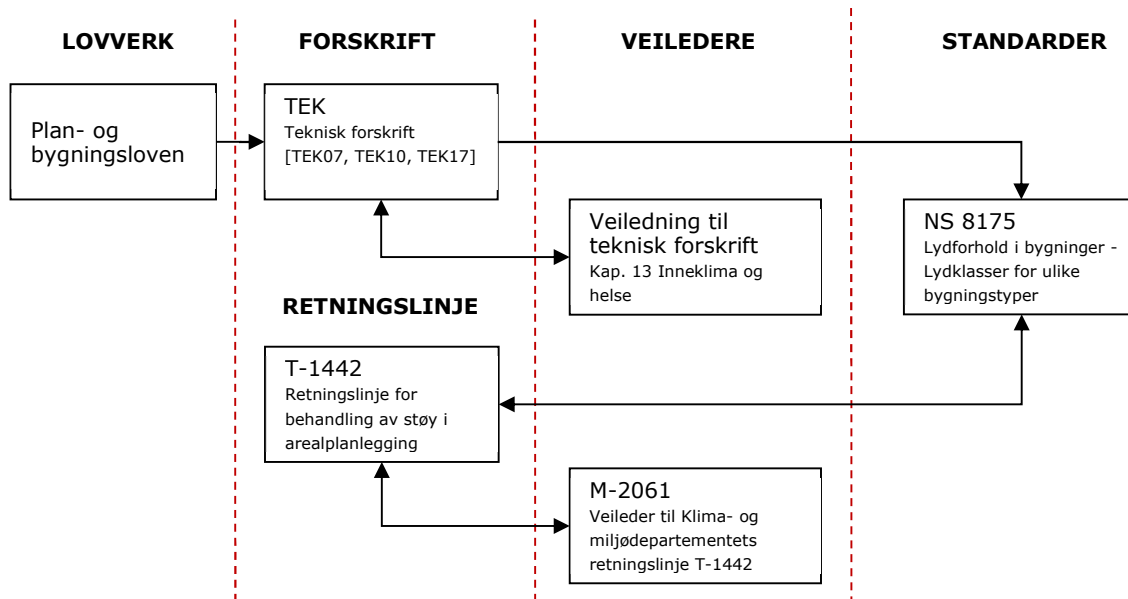 LOVVERK
FORSKRIFT
VEILEDERE
STANDARDER
Plan- og
bygningsloven
TEK
Teknisk forskrift
[TEK07, TEK10, TEK17]
Veiledning til
teknisk forskrift
Kap. 13 Inneklima og
helse
NS 8175
Lydforhold i bygninger -
Lydklasser for ulike
bygningstyper
RETNINGSLINJE
T-1442
Retningslinje for
behandling av støy i
arealplanlegging
M-2061
Veileder til Klima- og
miljødepartementets
retningslinje T-1442